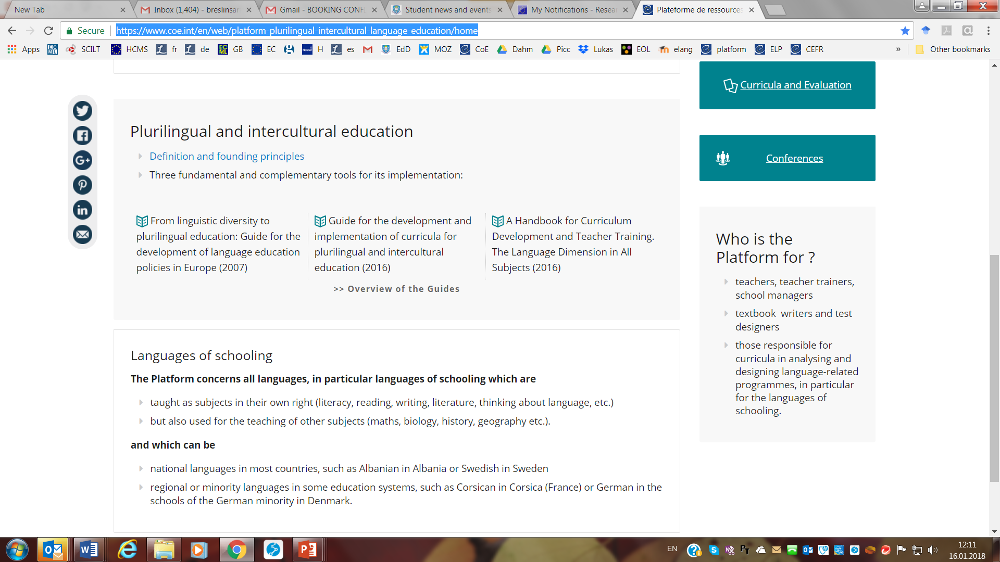 New Tab
Inbox (1,404) - breslinsar
Gmail - BOOKING CONFI
Student news and events
My Notifications - Resea
Plateforme de ressources
Secure
https://www.coe.int/en/web/platform-plurilingual-intercultural-language-education/home
Apps
SCILT
HCMS
fr
de
GB
EC
H
es
EdD
MOZ
CoE
Dahm
Picc
Lukas
EOL
elang
platform
ELP
CEFR
»
Other bookmarks
Plurilingual and intercultural education
Definition and founding principles
Three fundamental and complementary tools for its implementation:
From linguistic diversity to
plurilingual education: Guide for the
development of language education
policies in Europe (2007)
Guide for the development and
implementation of curricula for
plurilingual and intercultural
education (2016)
A Handbook for Curriculum
Development and Teacher Training.
The Language Dimension in All
Subjects (2016)
>> Overview of the Guides
Languages of schooling
The Platform concerns all languages, in particular languages of schooling which are
taught as subjects in their own right (literacy, reading, writing, literature, thinking about language, etc.)
but also used for the teaching of other subjects (maths, biology, history, geography etc.).
and which can be
national languages in most countries, such as Albanian in Albania or Swedish in Sweden
regional or minority languages in some education systems, such as Corsican in Corsica (France) or German in the
schools of the German minority in Denmark.
Curricula and Evaluation
Conferences
Who is the
Platform for ?
teachers, teacher trainers,
school managers
textbook  writers and test
designers
those responsible for
curricula in analysing and
designing language-related
programmes, in particular
for the languages of
schooling.
EN
12:11
16.01.2018